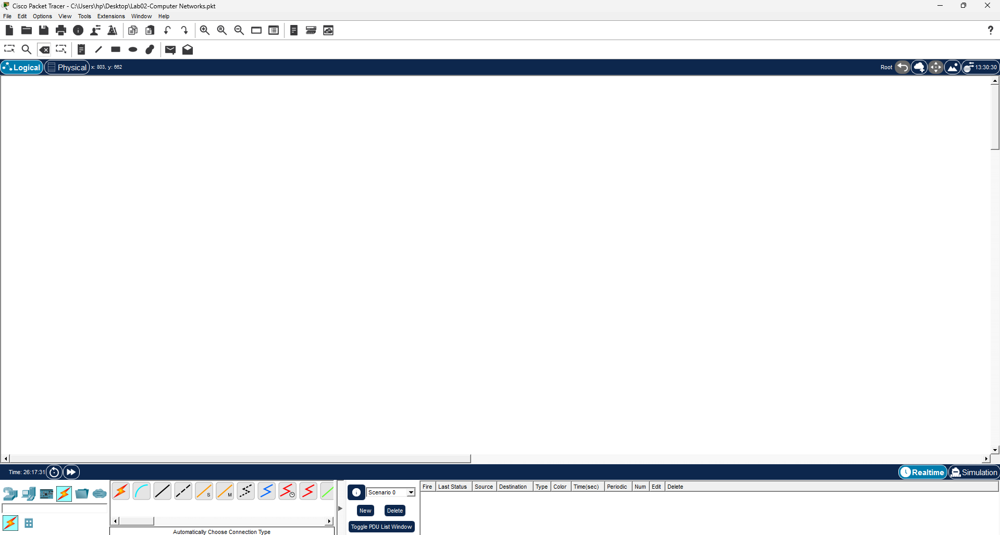 Cisco Packet Tracer - C:\Users\hp\Desktop\Lab02-Computer Networks.pkt
File Edit Options View Tools Extensions Window Help
Logical Physical x: 803, y: 662 Root 13:30:30
Time: 26:17:31 Realtime Simulation
S M
Scenario 0
Fire Last Status Source Destination Type Color Time(sec) Periodic Num Edit Delete
New Delete
Toggle PDU List Window
Automatically Choose Connection Type